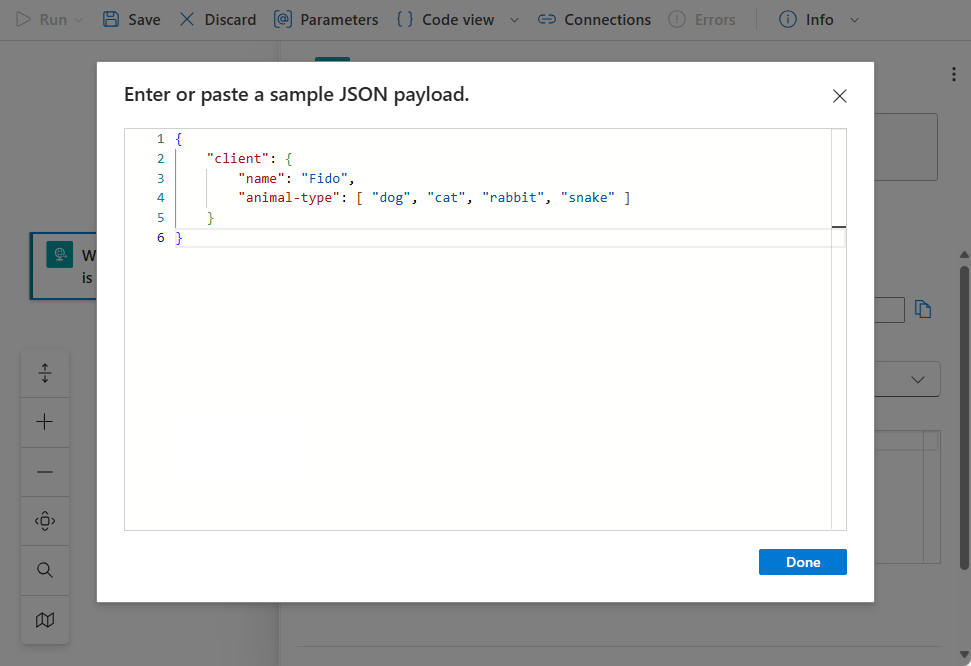 Run Save Discard Parameters Code view Connections Errors Info
Enter or paste a sample JSON payload.
1 {
2     "client": {
3         "name": "Fido",
4         "animal-type": [ "dog", "cat", "rabbit", "snake" ]
5     }
6 }
W
is
Done